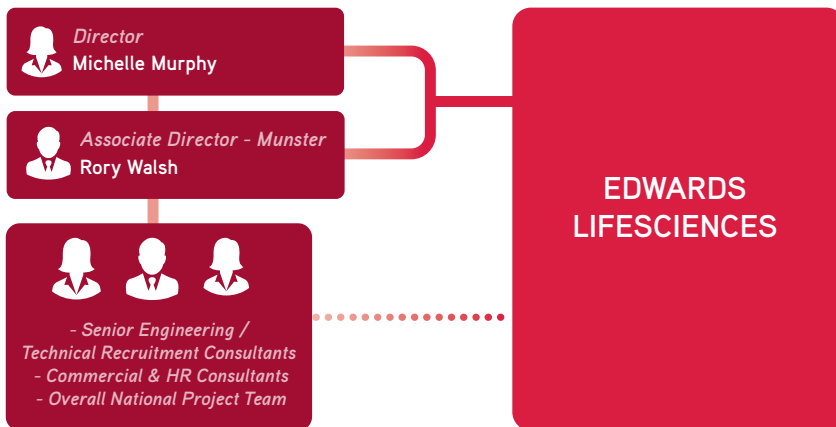 Director
Michelle Murphy
Associate Director - Munster
Rory Walsh
- Senior Engineering /
Technical Recruitment Consultants
- Commercial & HR Consultants
- Overall National Project Team
EDWARDS
LIFESCIENCES